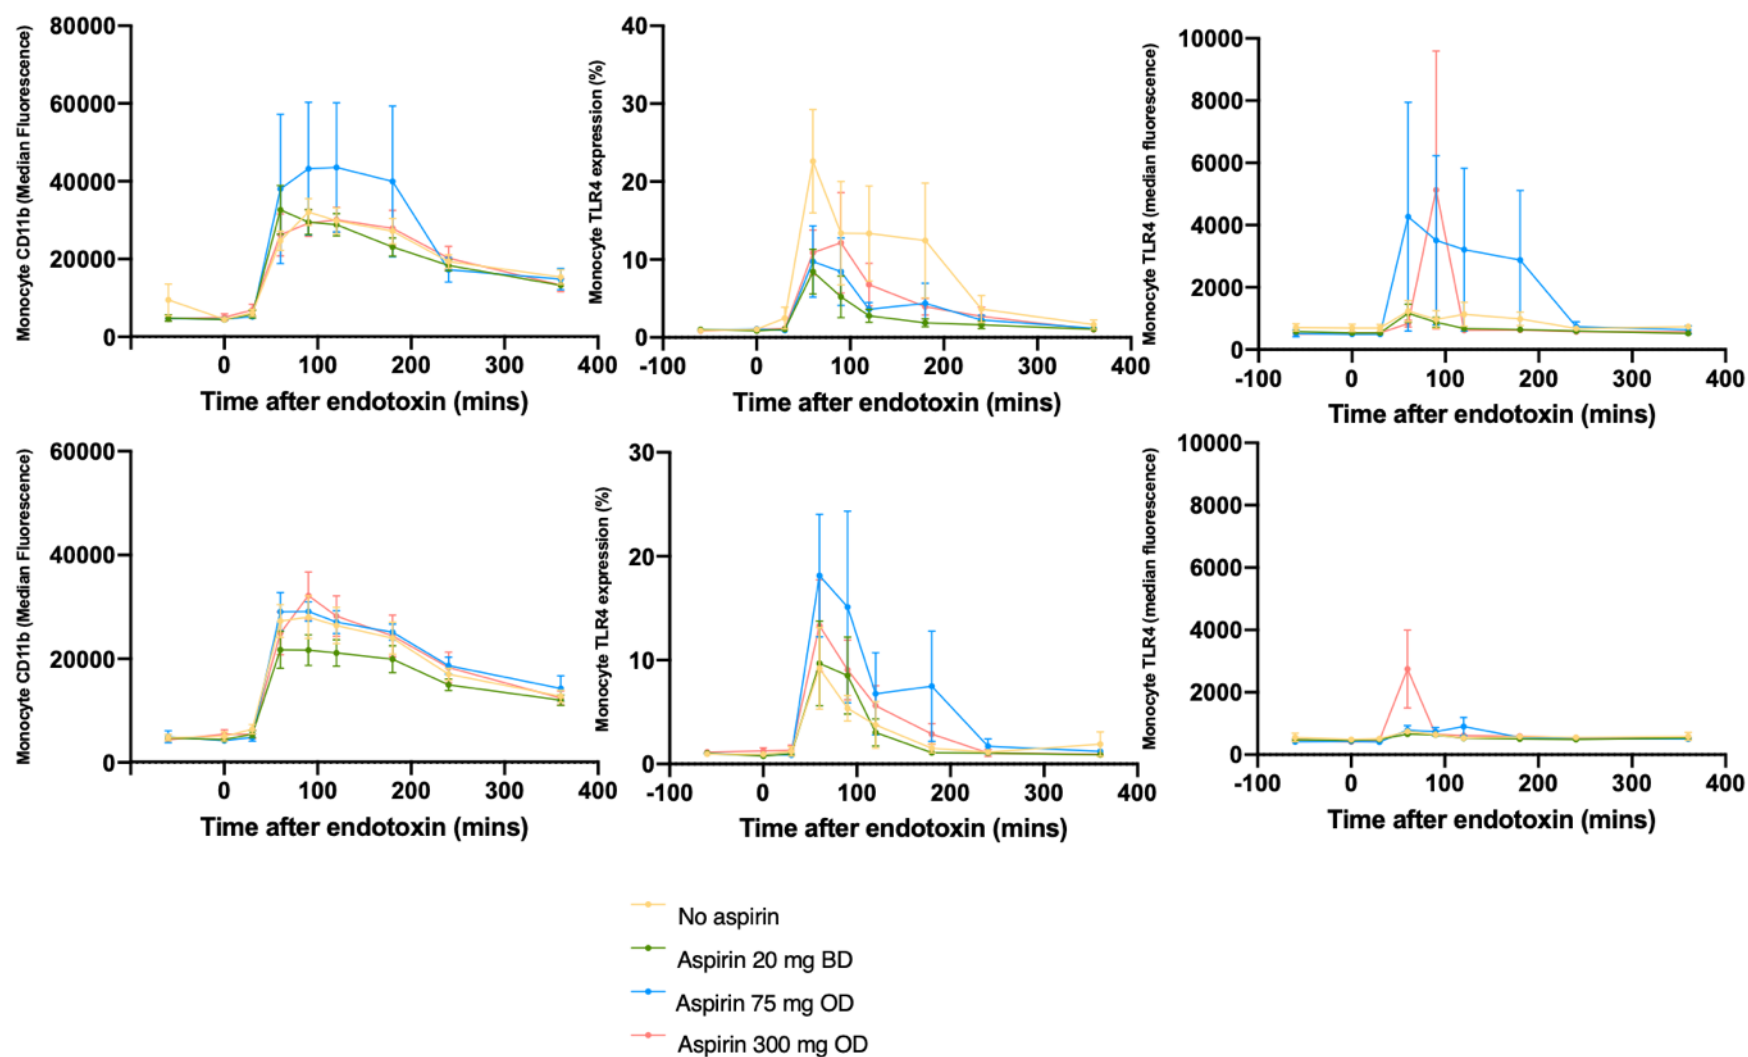 Monocyte CD11b (Median Fluorescence)
80000
60000
40000
20000
0
0 100 200 300 400
Time after endotoxin (mins)
Monocyte TLR4 expression (%)
40
30
20
10
0
-100 0 100 200 300 400
Time after endotoxin (mins)
Monocyte TLR4 (median fluorescence)
10000
8000
6000
4000
2000
0
-100 0 100 200 300 400
Time after endotoxin (mins)
Monocyte CD11b (Median Fluorescence)
60000
40000
20000
0
0 100 200 300 400
Time after endotoxin (mins)
Monocyte TLR4 expression (%)
30
20
10
0
-100 0 100 200 300 400
Time after endotoxin (mins)
Monocyte TLR4 (median fluorescence)
10000
8000
6000
4000
2000
0
-100 0 100 200 300 400
Time after endotoxin (mins)
No aspirin
Aspirin 20 mg BD
Aspirin 75 mg OD
Aspirin 300 mg OD